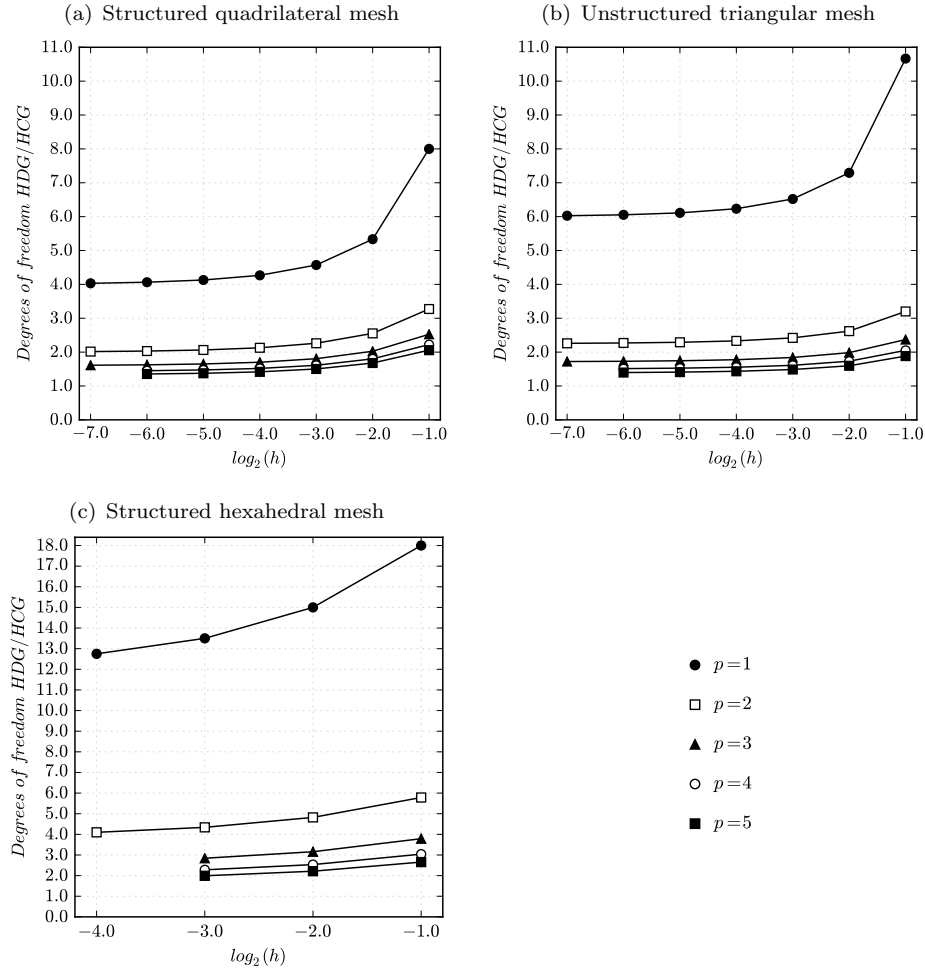 (a) Structured quadrilateral mesh
11.0
10.0
9.0
8.0
7.0
6.0
5.0
4.0
3.0
2.0
1.0
0.0
Degrees of freedom HDG/HCG
−7.0 −6.0 −5.0 −4.0 −3.0 −2.0 −1.0
log2(h)
(b) Unstructured triangular mesh
11.0
10.0
9.0
8.0
7.0
6.0
5.0
4.0
3.0
2.0
1.0
0.0
Degrees of freedom HDG/HCG
−7.0 −6.0 −5.0 −4.0 −3.0 −2.0 −1.0
log2(h)
(c) Structured hexahedral mesh
18.0
17.0
16.0
15.0
14.0
13.0
12.0
11.0
10.0
9.0
8.0
7.0
6.0
5.0
4.0
3.0
2.0
1.0
0.0
Degrees of freedom HDG/HCG
−4.0 −3.0 −2.0 −1.0
log2(h)
p=1
p=2
p=3
p=4
p=5